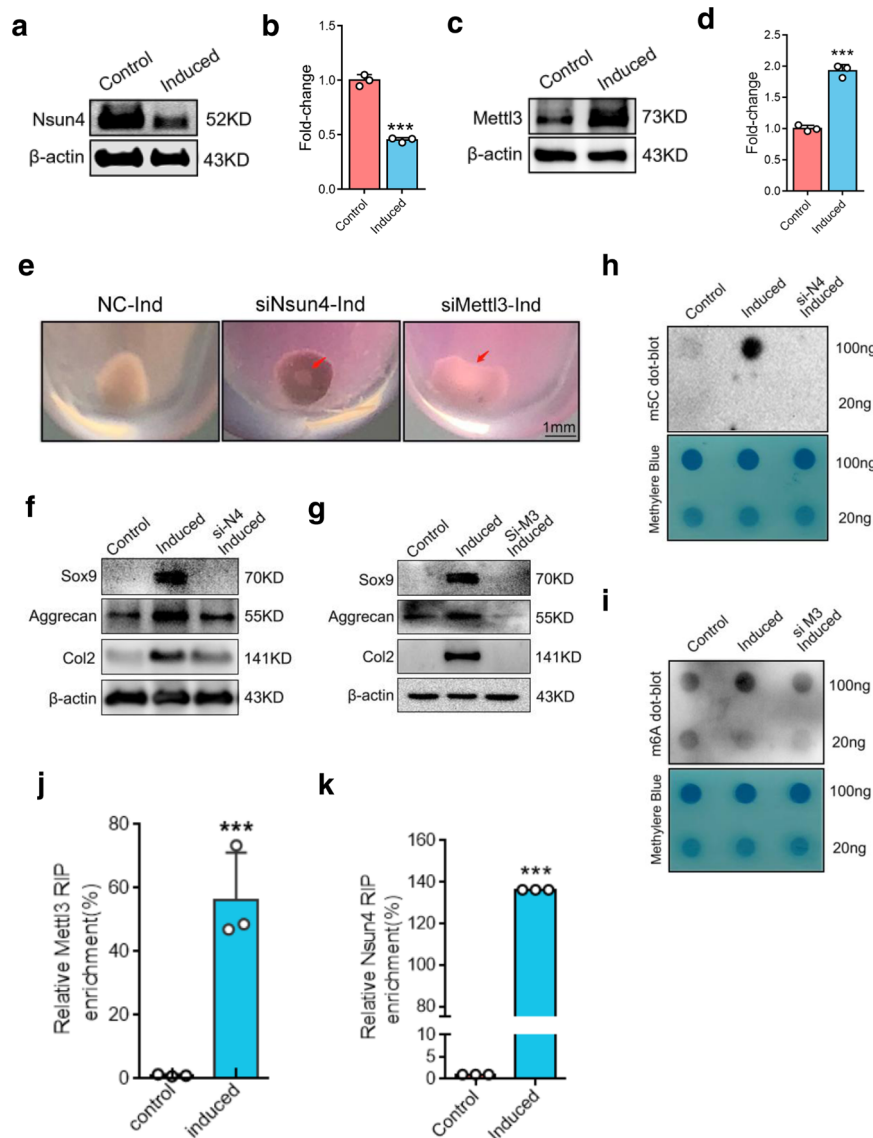 a
Control
Induced
Nsun4
52KD
β-actin
43KD
b
Fold-change
1.5
1.0
0.5
0.0
***
Control
Induced
c
Control
Induced
Mettl3
73KD
β-actin
43KD
d
Fold-change
2.5
2.0
1.5
1.0
0.5
0.0
***
Control
Induced
e
NC-Ind
siNsun4-Ind
siMettl3-Ind
1mm
f
Control
Induced
si-N4
Induced
Sox9
70KD
Aggrecan
55KD
Col2
141KD
β-actin
43KD
g
Control
Induced
Si-M3
Induced
Sox9
70KD
Aggrecan
55KD
Col2
141KD
β-actin
43KD
h
Control
Induced
si-N4
Induced
m5C dot-blot
100ng
20ng
Methylere Blue
100ng
20ng
i
Control
Induced
si M3
Induced
m6A dot-blot
100ng
20ng
Methylere Blue
100ng
20ng
j
Relative Mettl3 RIP
enrichment(%)
80
60
40
20
0
***
control
induced
k
Relative Nsun4 RIP
enrichment(%)
160
140
120
100
80
60
10
5
0
***
Control
Induced